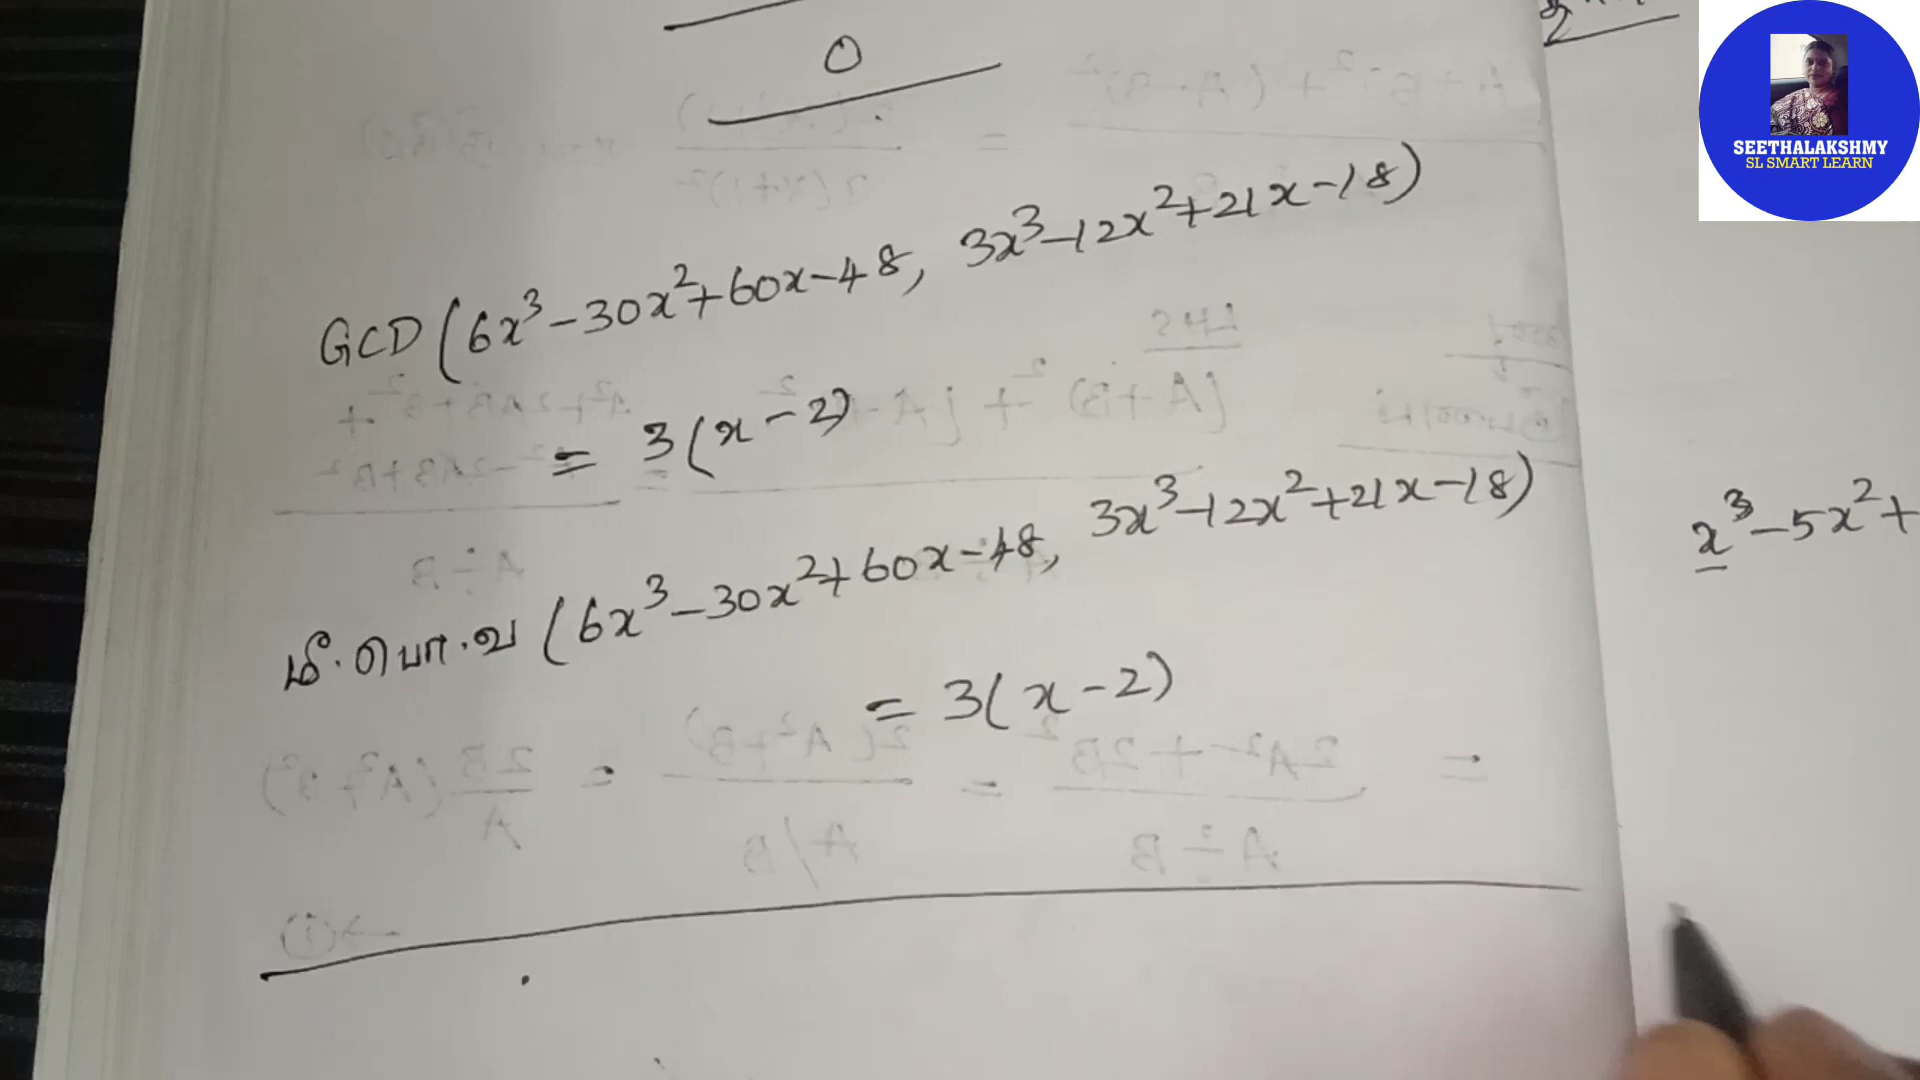 0
GCD (6x³-30x²+60x-48, 3x³-12x²+21x-18)
= 3(x-2)
மீ.பொ.வ (6x³-30x²+60x-48, 3x³-12x²+21x-18)
= 3(x-2)
x³-5x²+
SEETHALAKSHMY
SL SMART LEARN